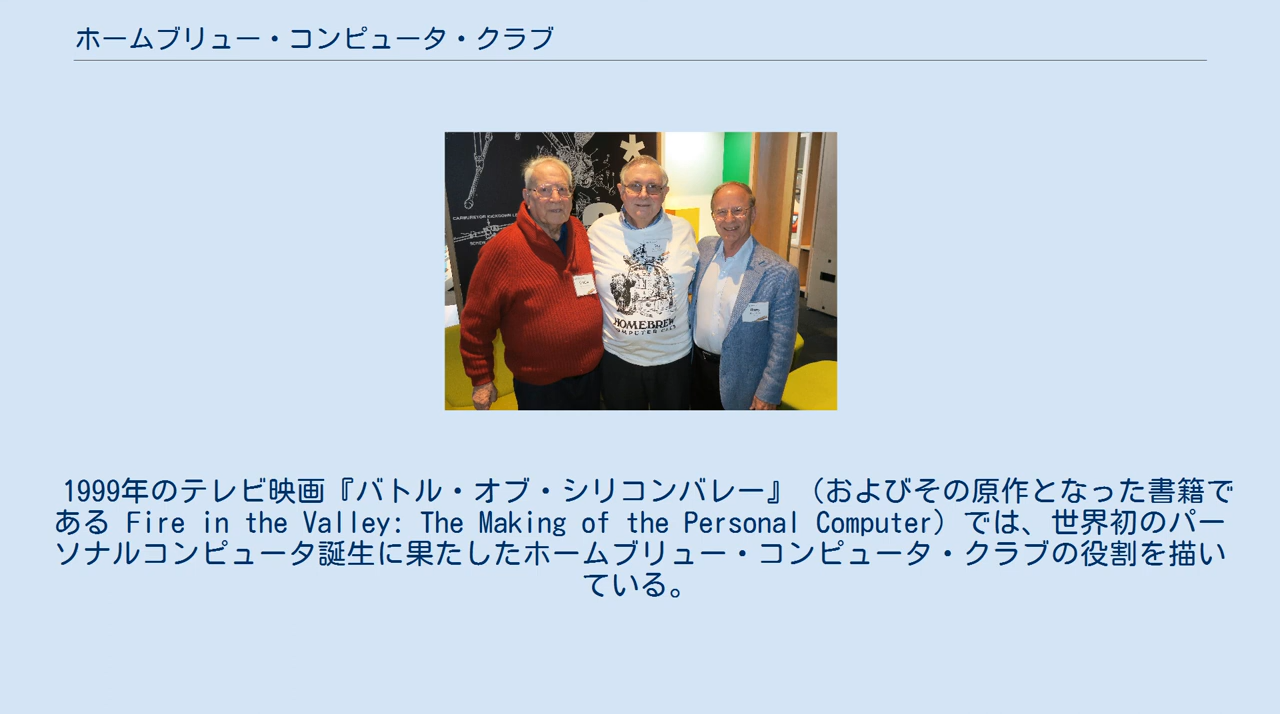 ホームブリュー・コンピュータ・クラブ
CARBURETOR KICKDOWN
HOMEBREW
COMPUTER CLUB
1999年のテレビ映画『バトル・オブ・シリコンバレー』（およびその原作となった書籍で
ある Fire in the Valley: The Making of the Personal Computer）では、世界初のパー
ソナルコンピュータ誕生に果たしたホームブリュー・コンピュータ・クラブの役割を描い
ている。